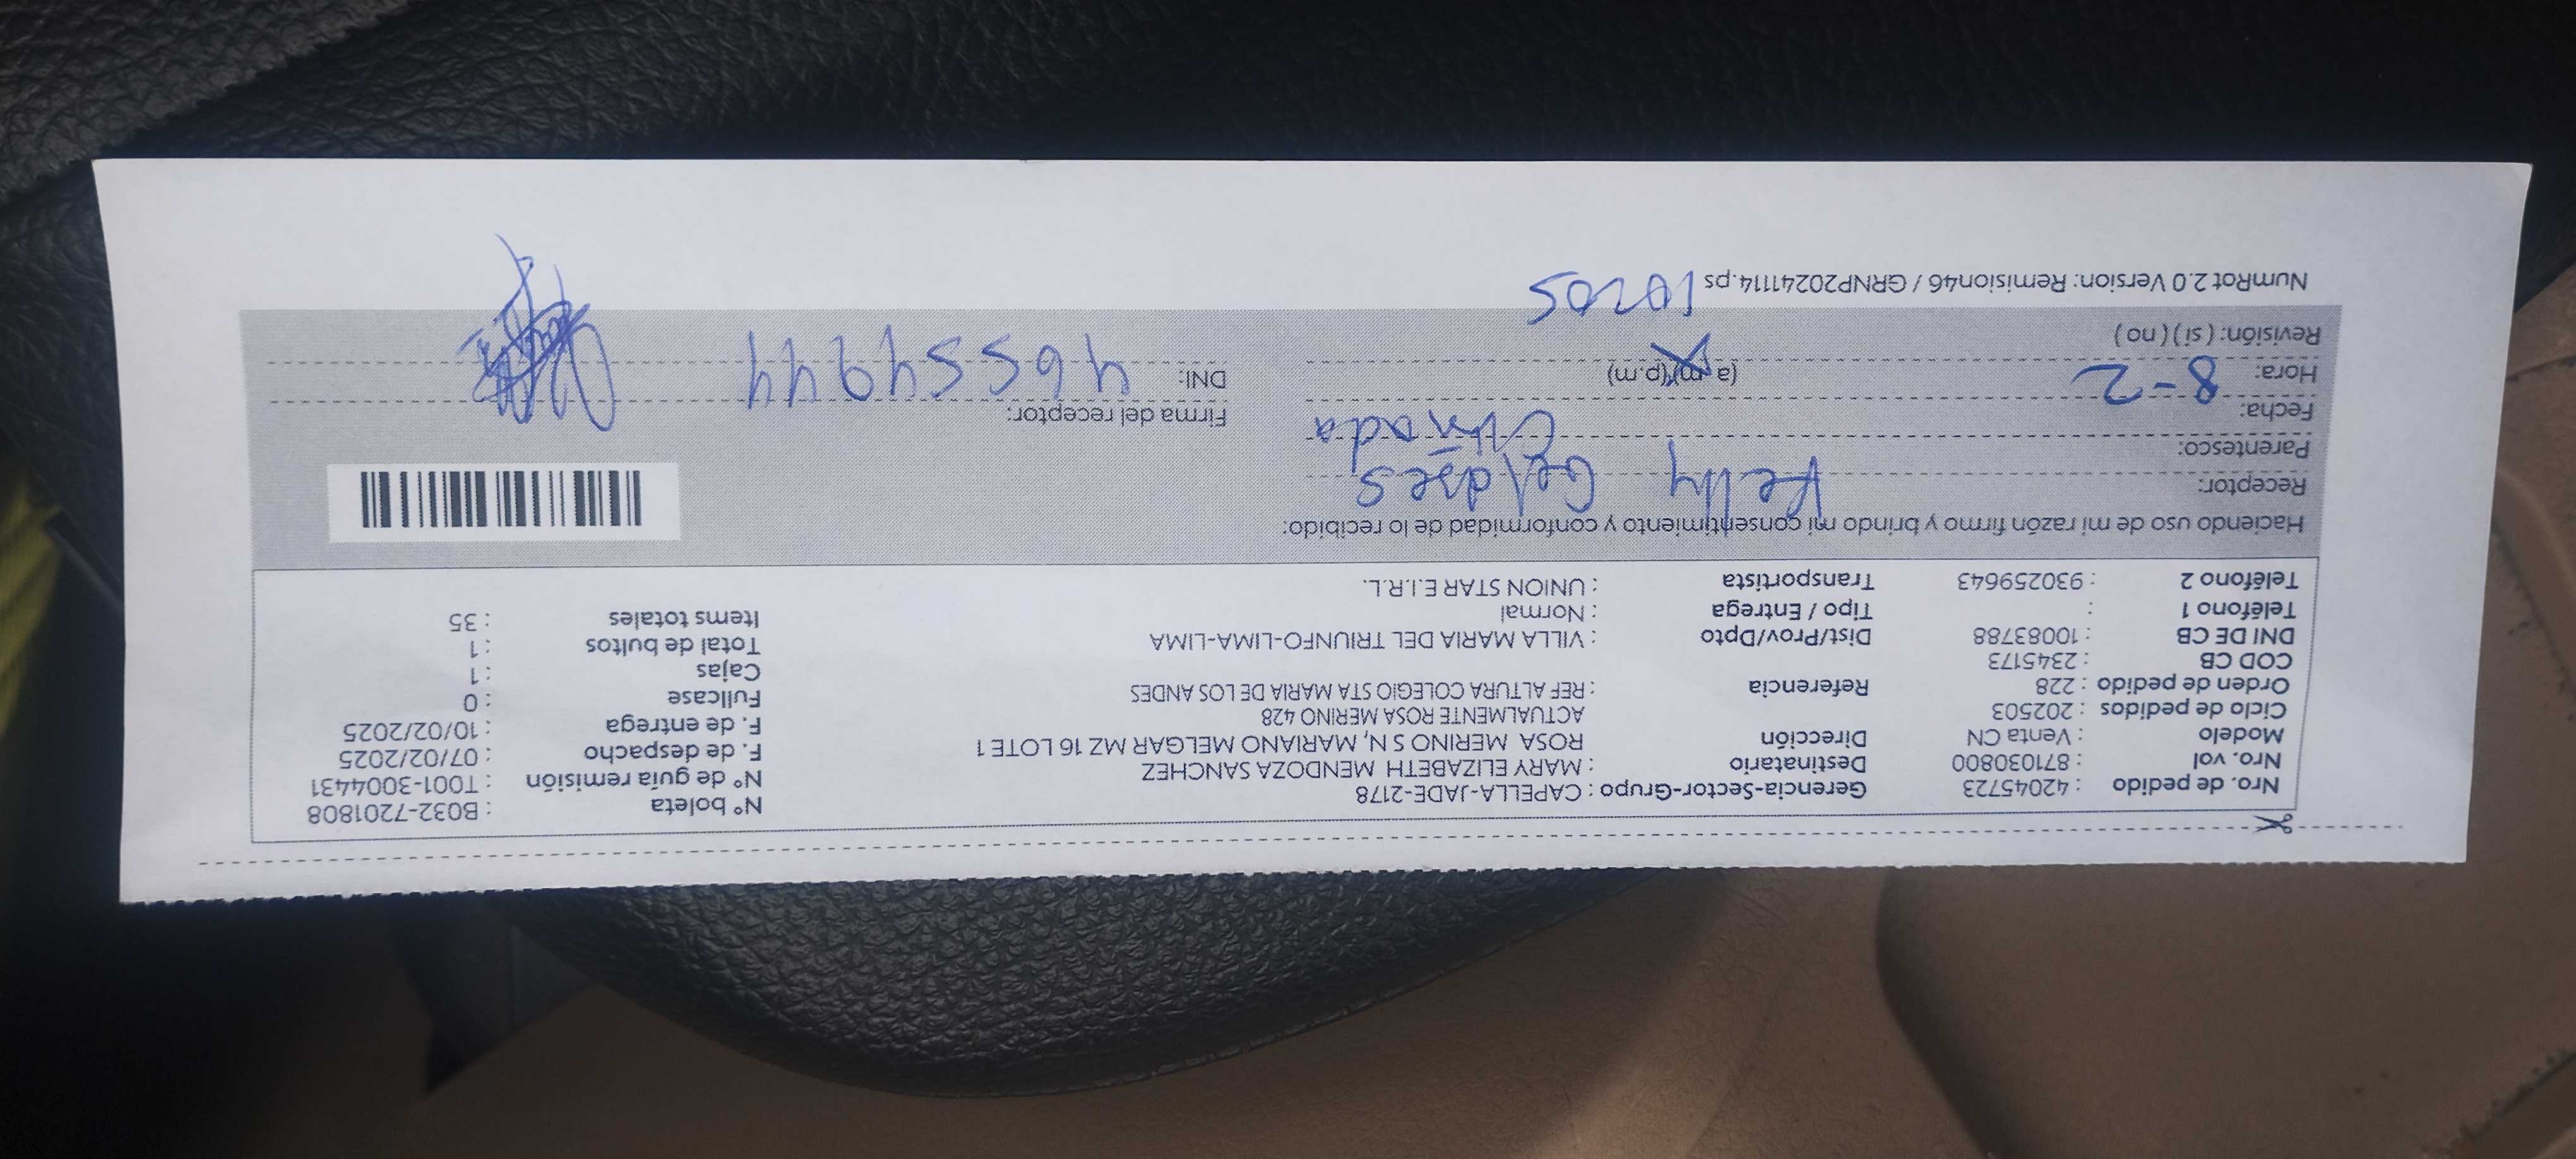 Nro. de pedido : 42045723 Gerencia-Sector-Grupo : CAPELLA-JADE-2178 N° boleta : B032-7201808
Nro. vol : 871030800 Destinatario : MARY ELIZABETH MENDOZA SANCHEZ N° de guía remisión : T001-3004431
Modelo : Venta CN Dirección ROSA MERINO S N, MARIANO MELGAR MZ 16 LOTE 1 F. de despacho : 07/02/2025
Ciclo de pedidos : 202503 ACTUALMENTE ROSA MERINO 428 F. de entrega : 10/02/2025
Orden de pedido : 228 Referencia : REF ALTURA COLEGIO STA MARIA DE LOS ANDES Fullcase : 0
COD CB : 2345173 Cajas : 1
DNI DE CB : 10083788 Dist/Prov/Dpto : VILLA MARIA DEL TRIUNFO-LIMA-LIMA Total de bultos : 1
Teléfono 1 : Tipo / Entrega : Normal Items totales : 35
Teléfono 2 : 930259643 Transportista : UNION STAR E.I.R.L.
Haciendo uso de mi razón firmo y brindo mi consentimiento y conformidad de lo recibido:
Receptor: Kelly
Parentesco:
Fecha: 8-2 Firma del receptor:
Hora: (a.m)(p.m) DNI: 46554944
Revisión: ( si ) ( no )
NumRot 2.0 Version: Remision46 / GRNP20241114.ps